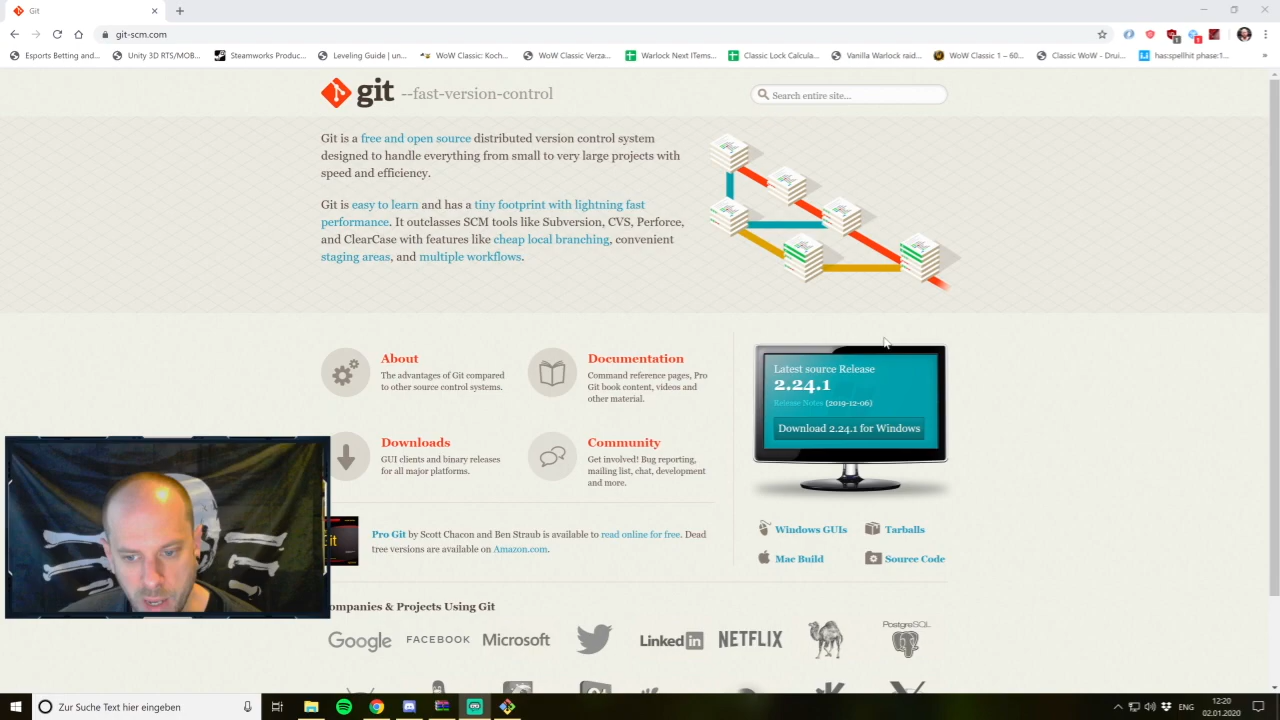 Git
git-scm.com
Esports Betting and...
Unity 3D RTS/MOB...
Steamworks Produc...
Leveling Guide | un...
WoW Classic: Koch...
WoW Classic Verza...
Warlock Next ITems...
Classic Lock Calcula...
Vanilla Warlock raid...
WoW Classic 1 – 60...
Classic WoW - Drui...
has:spellhit phase:1...
git --fast-version-control
Search entire site...
Git is a free and open source distributed version control system
designed to handle everything from small to very large projects with
speed and efficiency.
Git is easy to learn and has a tiny footprint with lightning fast
performance. It outclasses SCM tools like Subversion, CVS, Perforce,
and ClearCase with features like cheap local branching, convenient
staging areas, and multiple workflows.
About
The advantages of Git compared
to other source control systems.
Documentation
Command reference pages, Pro
Git book content, videos and
other material.
Downloads
GUI clients and binary releases
for all major platforms.
Community
Get involved! Bug reporting,
mailing list, chat, development
and more.
Latest source Release
2.24.1
Release Notes (2019-12-06)
Download 2.24.1 for Windows
Windows GUIs
Tarballs
Mac Build
Source Code
it
Pro Git by Scott Chacon and Ben Straub is available to read online for free. Dead
tree versions are available on Amazon.com.
ompanies & Projects Using Git
Google
FACEBOOK
Microsoft
Linked in
NETFLIX
PostgreSQL
Zur Suche Text hier eingeben
ENG
12:20
02.01.2020